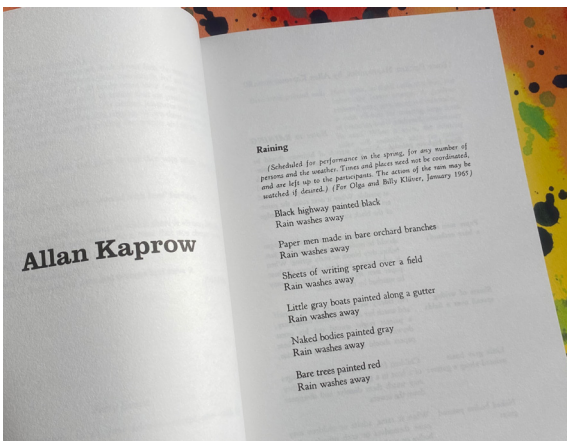 Allan Kaprow
Raining
(Scheduled for performance in the spring, for any number of
persons and the weather. Times and places need not be coordinated,
and are left up to the participants. The action of the rain may be
watched if desired.) (For Olga and Billy Klüver, January 1965)
Black highway painted black
Rain washes away
Paper men made in bare orchard branches
Rain washes away
Sheets of writing spread over a field
Rain washes away
Little gray boats painted along a gutter
Rain washes away
Naked bodies painted gray
Rain washes away
Bare trees painted red
Rain washes away